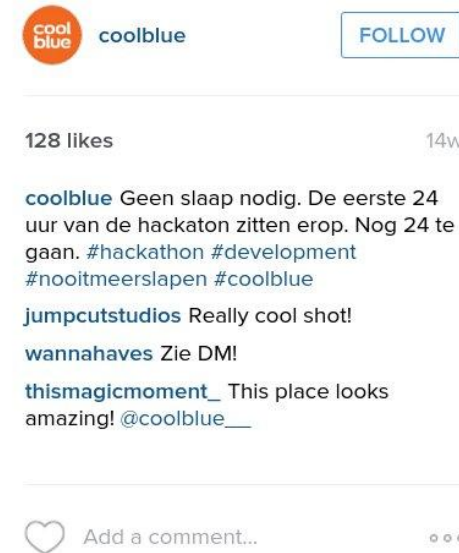 cool
blue
coolblue
FOLLOW
128 likes
14w
coolblue Geen slaap nodig. De eerste 24
uur van de hackaton zitten erop. Nog 24 te
gaan. #hackathon #development
#nooitmeerslapen #coolblue
jumpcutstudios Really cool shot!
wannahaves Zie DM!
thismagicmoment_ This place looks
amazing! @coolblue__
Add a comment...